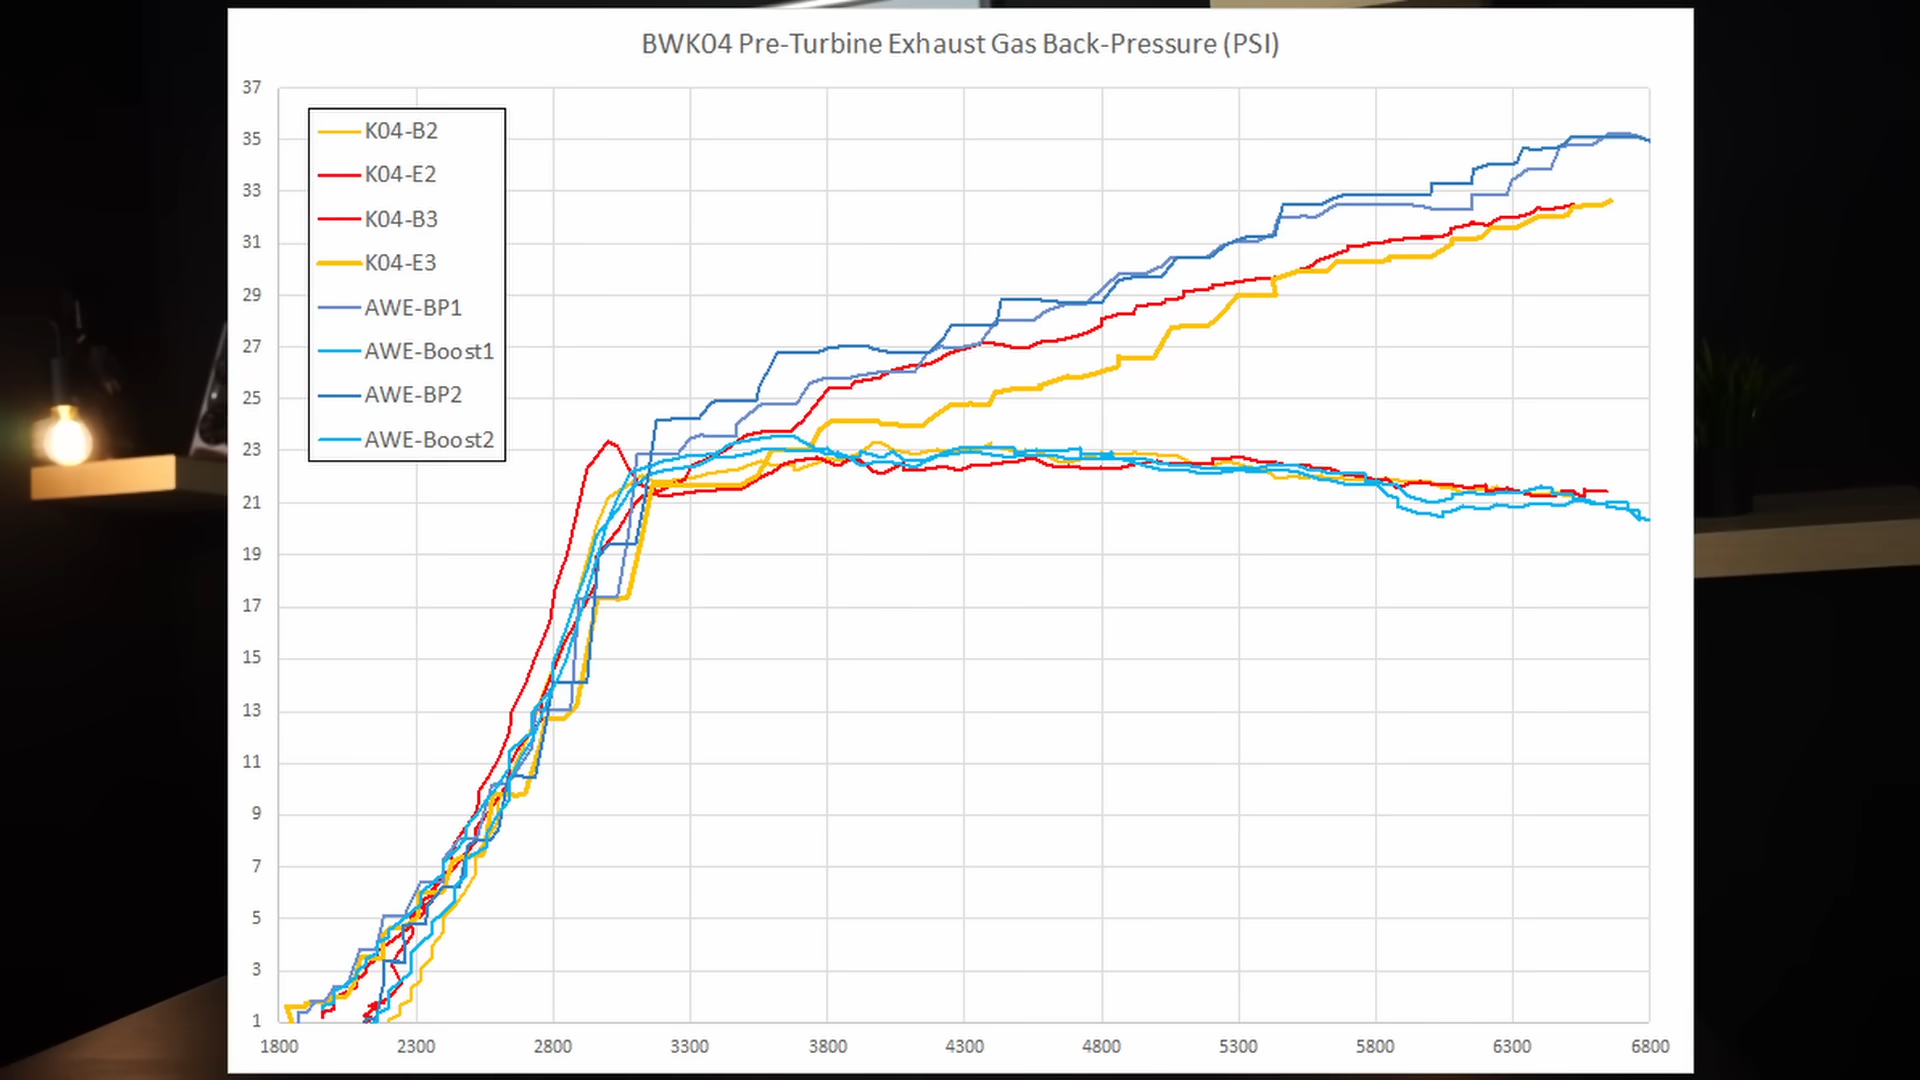 BWK04 Pre-Turbine Exhaust Gas Back-Pressure (PSI)
37
35
33
31
29
27
25
23
21
19
17
15
13
11
9
7
5
3
1
K04-B2
K04-E2
K04-B3
K04-E3
AWE-BP1
AWE-Boost1
AWE-BP2
AWE-Boost2
1800 2300 2800 3300 3800 4300 4800 5300 5800 6300 6800